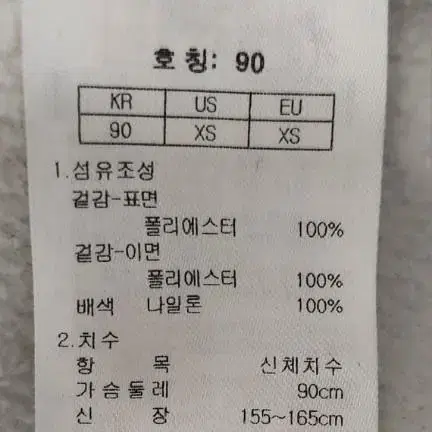 호 칭: 90
KR US EU
90 XS XS
1.섬유조성
겉감-표면
폴리에스터 100%
겉감-이면
폴리에스터 100%
배색 나일론 100%
2.치수
항 목 신체치수
가슴둘레 90cm
신 장 155~165cm